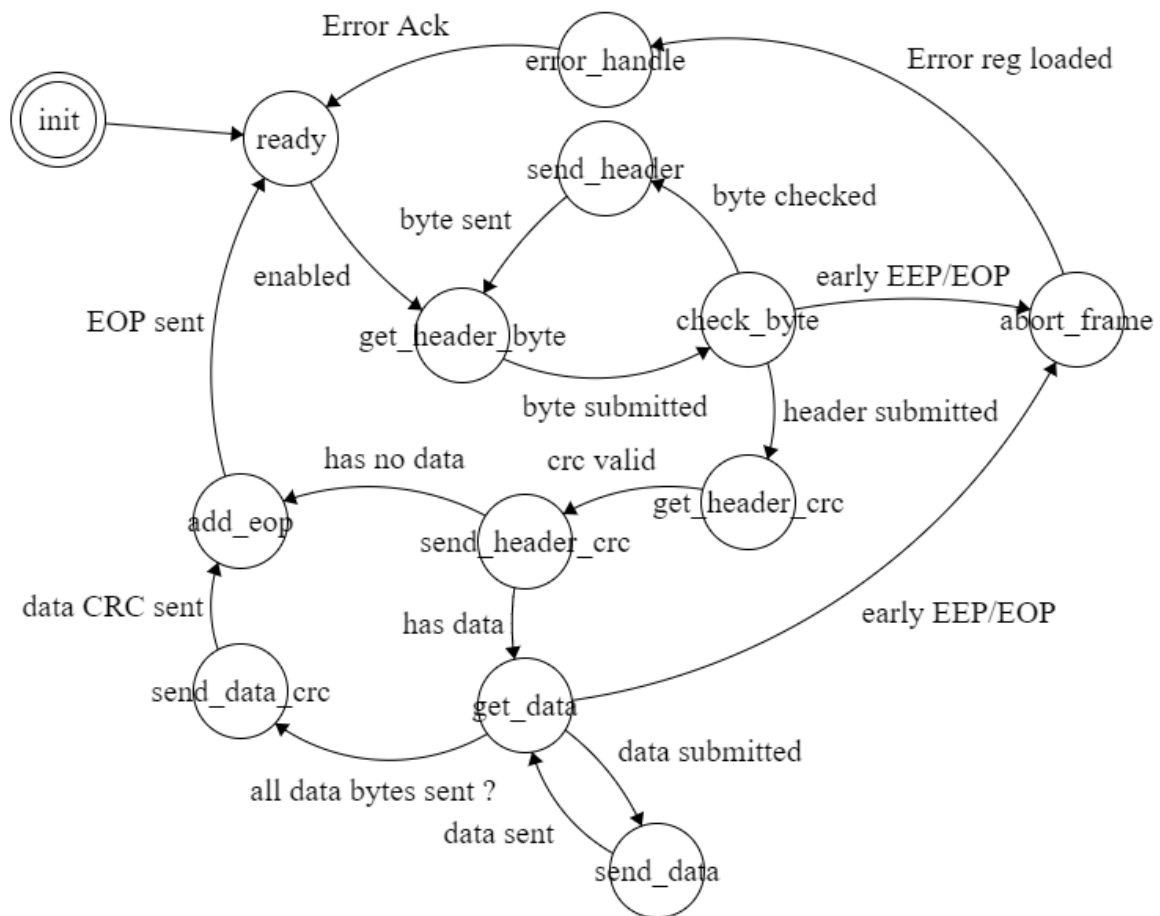 Error Ack
error_handle
Error reg loaded
init
ready
send_header
byte checked
byte sent
enabled
early EEP/EOP
EOP sent
get_header_byte
check_byte
abort_frame
byte submitted
header submitted
has no data
crc valid
add_eop
send_header_crc
get_header_crc
data CRC sent
has data
early EEP/EOP
send_data_crc
get_data
data submitted
all data bytes sent ?
data sent
send_data